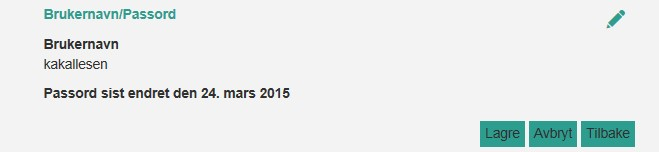 Brukernavn/Passord
Brukernavn
kakallesen
Passord sist endret den 24. mars 2015
Lagre Avbryt Tilbake